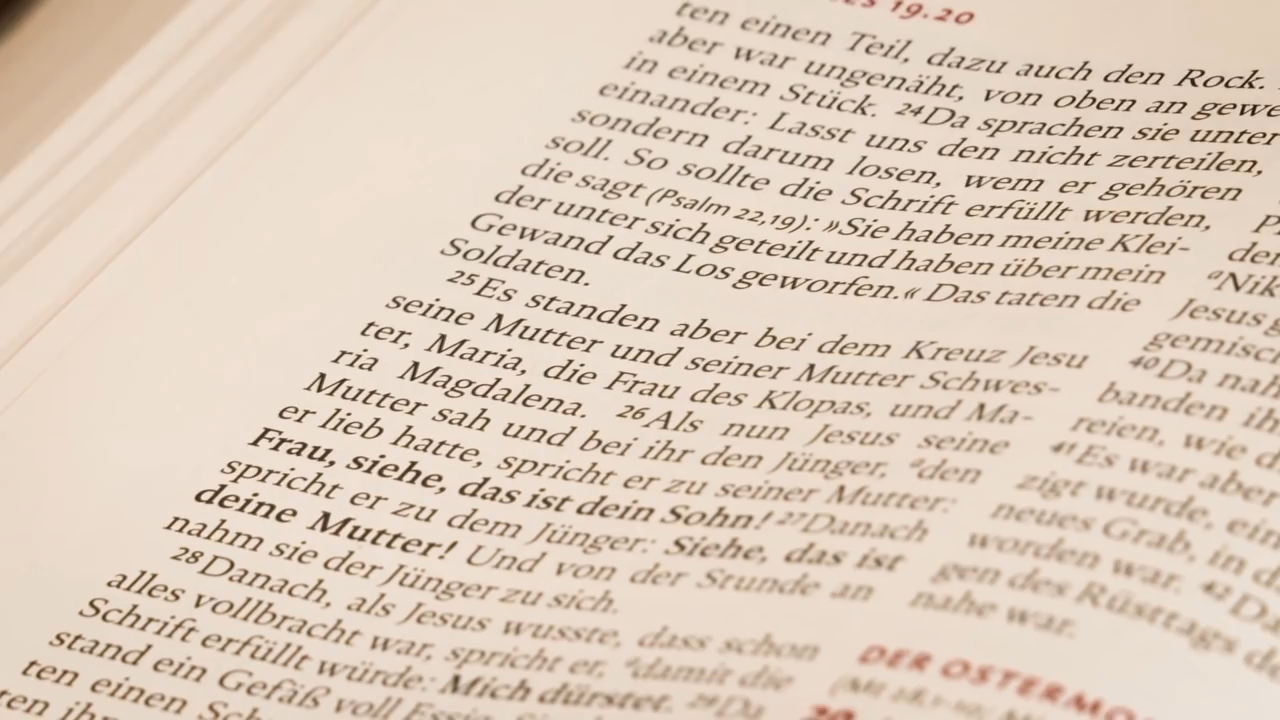 19.20
ten einen Teil, dazu auch den Rock.
aber war ungenäht, von oben an gewe
in einem Stück. 24Da sprachen sie unter
einander: Lasst uns den nicht zerteilen,
sondern darum losen, wem er gehören
soll. So sollte die Schrift erfüllt werden,
die sagt (Psalm 22,19): »Sie haben meine Klei-
der unter sich geteilt und haben über mein
Gewand das Los geworfen.« Das taten die
Soldaten.
25Es standen aber bei dem Kreuz Jesu
seine Mutter und seiner Mutter Schwes-
ter, Maria, die Frau des Klopas, und Ma-
ria Magdalena. 26Als nun Jesus seine
Mutter sah und bei ihr den Jünger, aden
er lieb hatte, spricht er zu seiner Mutter:
Frau, siehe, das ist dein Sohn! 27Danach
spricht er zu dem Jünger: Siehe, das ist
deine Mutter! Und von der Stunde an
nahm sie der Jünger zu sich.
28Danach, als Jesus wusste, dass schon
alles vollbracht war, spricht er, adamit die
Schrift erfüllt würde: Mich dürstet. 29Da
stand ein Gefäß voll Essig.
ten einen
den
aNik
Jesus g
gemisch
40Da nah
banden ih
reien, wie d
41Es war aber
zigt wurde, ein
neues Grab, in d
worden war. 42Da
gen des Rüsttags de
nahe war.
DER OSTERMO
20